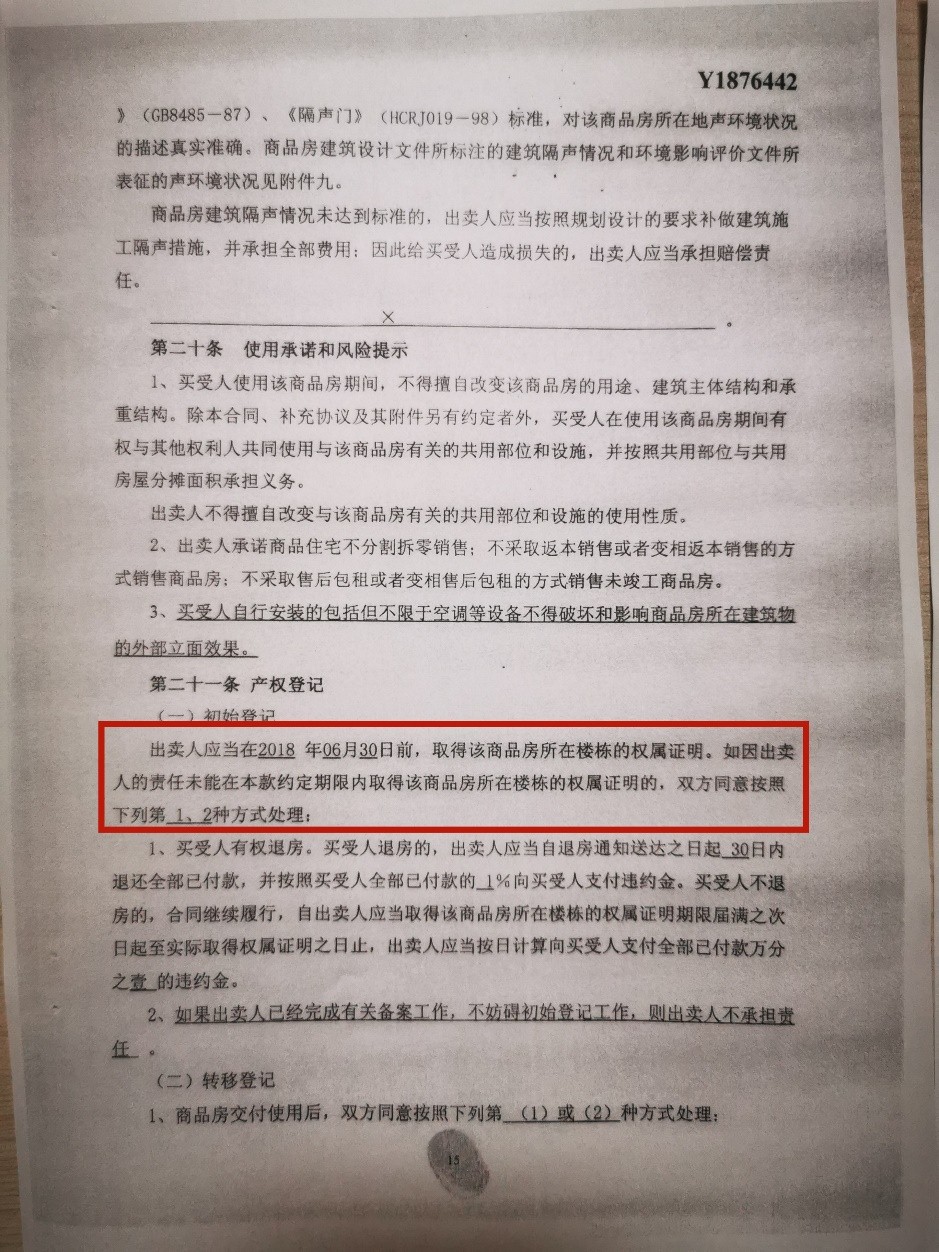 Y1876442
》（GB8485－87）、《隔声门》（HCRJ019－98）标准，对该商品房所在地声环境状况
的描述真实准确。商品房建筑设计文件所标注的建筑隔声情况和环境影响评价文件所
表征的声环境状况见附件九。
商品房建筑隔声情况未达到标准的，出卖人应当按照规划设计的要求补做建筑施
工隔声措施，并承担全部费用；因此给买受人造成损失的，出卖人应当承担赔偿责
任。
×。
第二十条 使用承诺和风险提示
1、买受人使用该商品房期间，不得擅自改变该商品房的用途、建筑主体结构和承
重结构。除本合同、补充协议及其附件另有约定者外，买受人在使用该商品房期间有
权与其他权利人共同使用与该商品房有关的共用部位和设施，并按照共用部位与共用
房屋分摊面积承担义务。
出卖人不得擅自改变与该商品房有关的共用部位和设施的使用性质。
2、出卖人承诺商品住宅不分割拆零销售；不采取返本销售或者变相返本销售的方
式销售商品房；不采取售后包租或者变相售后包租的方式销售未竣工商品房。
3、买受人自行安装的包括但不限于空调等设备不得破坏和影响商品房所在建筑物
的外部立面效果。
第二十一条 产权登记
（一）初始登记
出卖人应当在2018 年06月30日前，取得该商品房所在楼栋的权属证明。如因出卖
人的责任未能在本款约定期限内取得该商品房所在楼栋的权属证明的，双方同意按照
下列第 1、2种方式处理：
1、买受人有权退房。买受人退房的，出卖人应当自退房通知送达之日起 30日内
退还全部已付款，并按照买受人全部已付款的 1％向买受人支付违约金。买受人不退
房的，合同继续履行，自出卖人应当取得该商品房所在楼栋的权属证明期限届满之次
日起至实际取得权属证明之日止，出卖人应当按日计算向买受人支付全部已付款万分
之壹 的违约金。
2、如果出卖人已经完成有关备案工作，不妨碍初始登记工作，则出卖人不承担责
任 。
（二）转移登记
1、商品房交付使用后，双方同意按照下列第 （1）或（2）种方式处理：
15